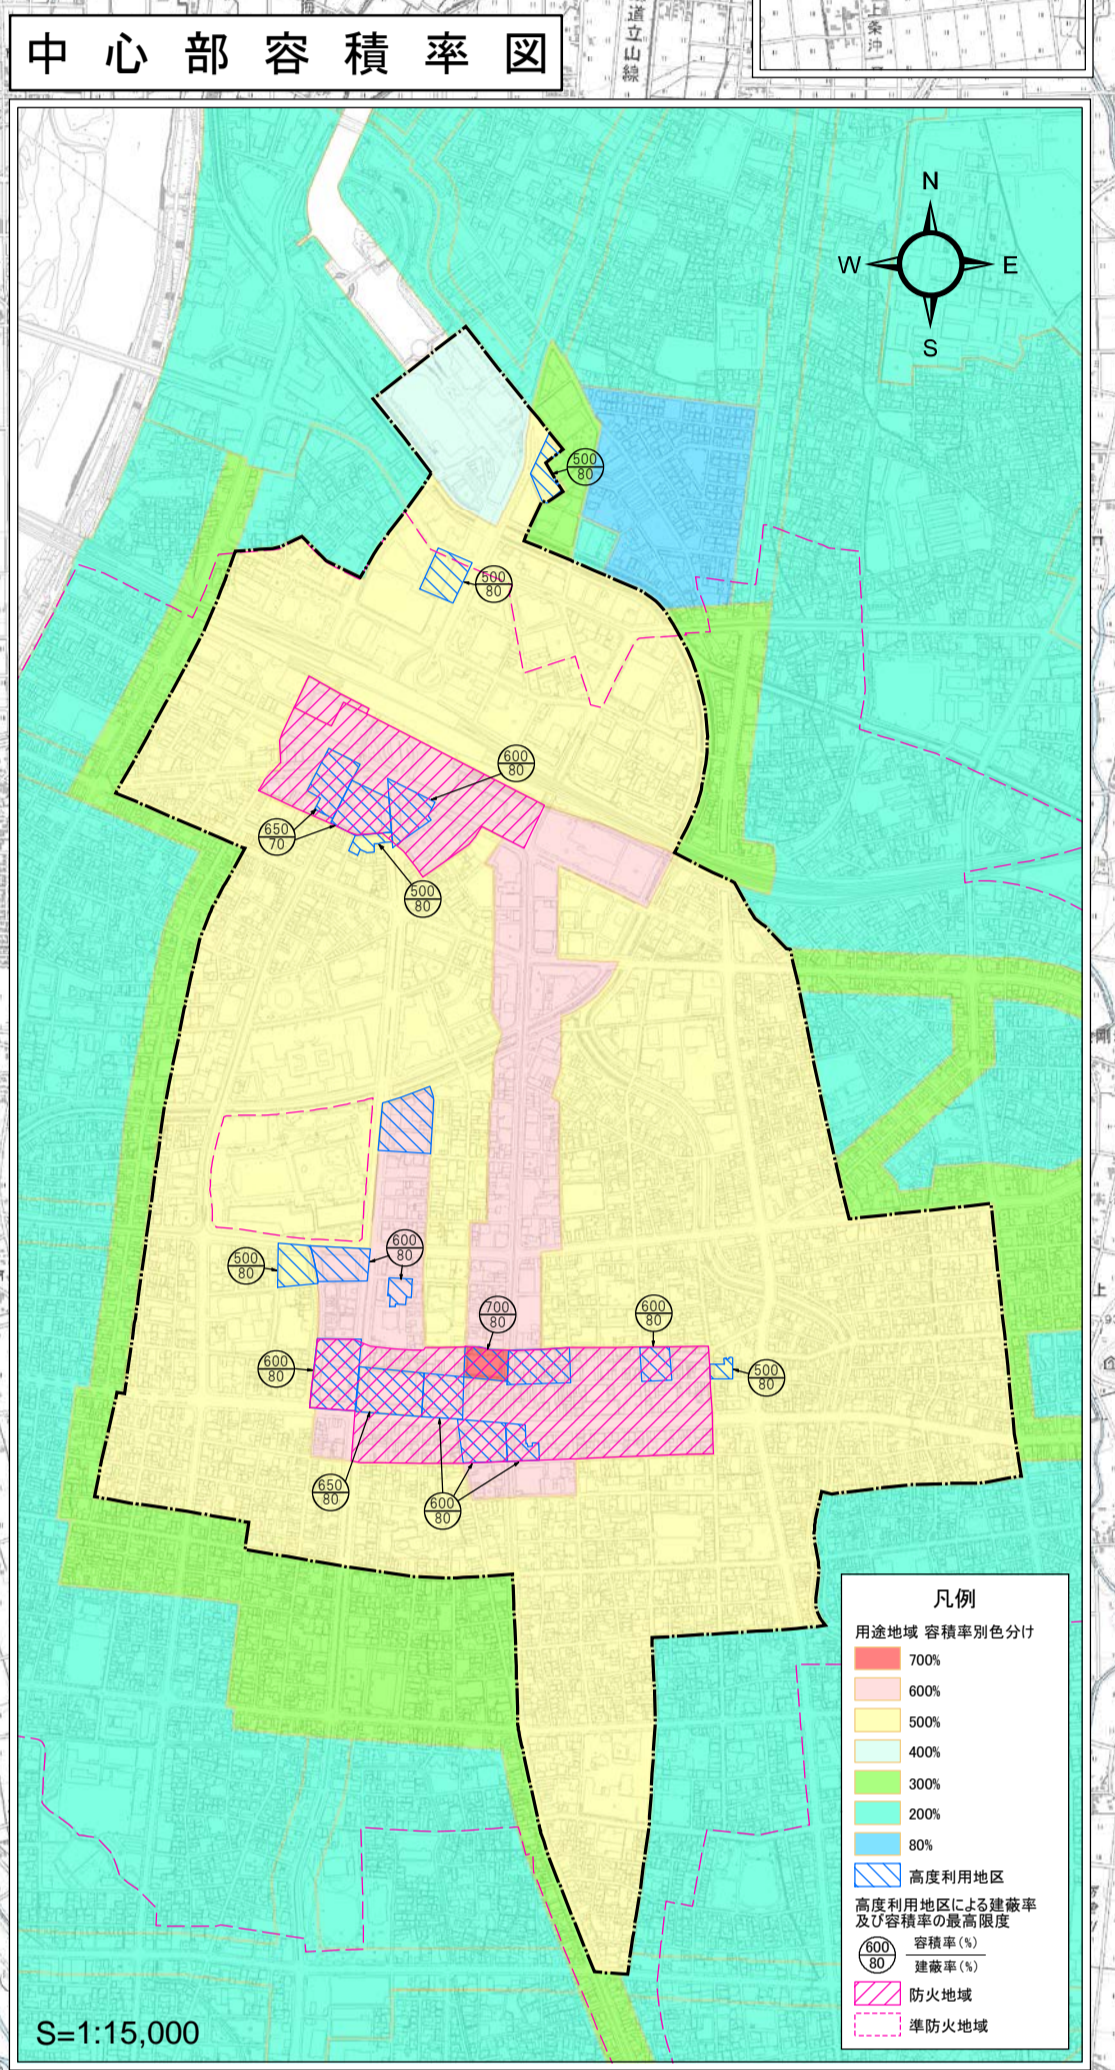 道立山線
上条沖
中心部容積率図
N
W
E
S
500
80
500
80
600
80
650
70
500
80
600
80
500
80
700
80
600
80
600
80
500
80
650
80
600
80
上
凡例
用途地域 容積率別色分け
700%
600%
500%
400%
300%
200%
80%
高度利用地区
高度利用地区による建蔽率
及び容積率の最高限度
600
80
容積率(%)
建蔽率(%)
防火地域
準防火地域
S=1:15,000